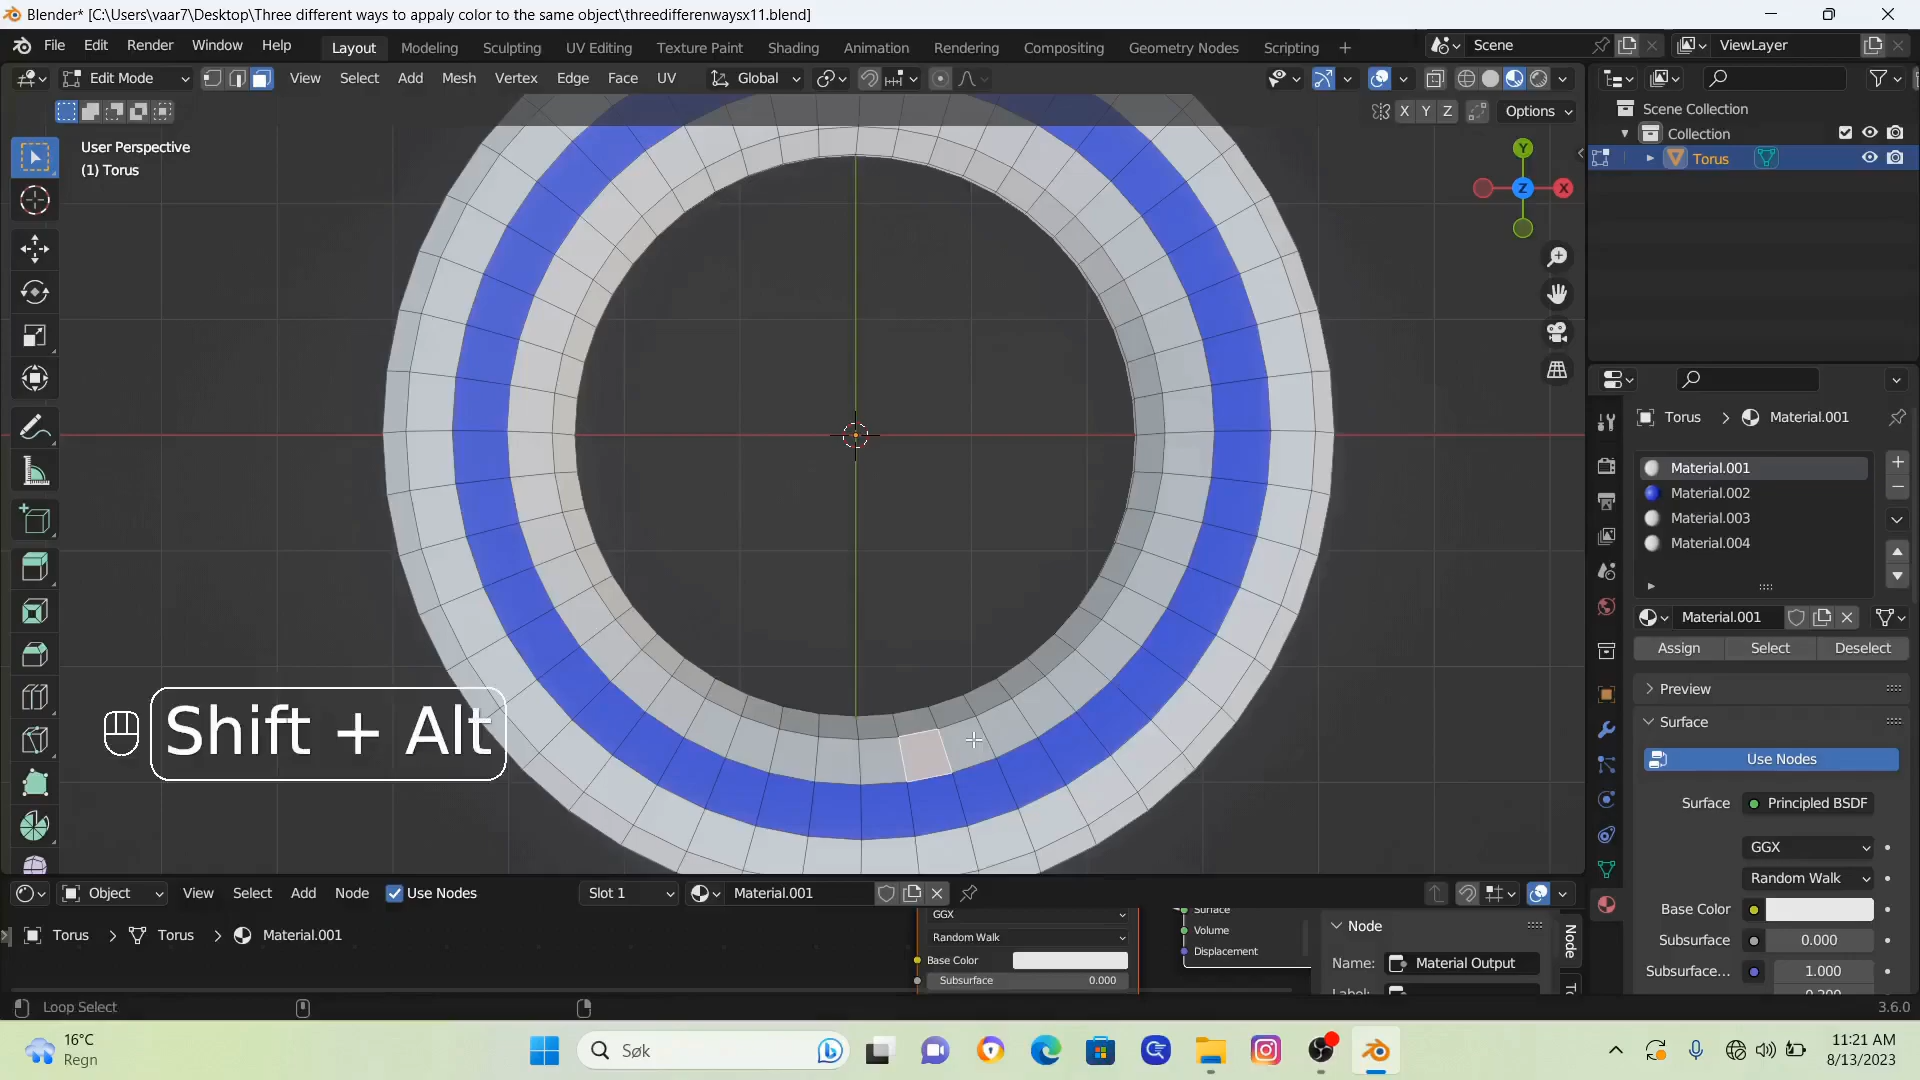 Blender* [C:\Users\vaar7\Desktop\Three different ways to appaly color to the same object\threedifferenwaysx11.blend]
File Edit Render Window Help Layout Modeling Sculpting UV Editing Texture Paint Shading Animation Rendering Compositing Geometry Nodes Scripting + Scene ViewLayer
Edit Mode View Select Add Mesh Vertex Edge Face UV Global
X Y Z Options
Scene Collection
Collection
Torus
User Perspective
(1) Torus
Y
Z X
Torus > Material.001
Material.001
Material.002
Material.003
Material.004
Material.001
Assign Select Deselect
Preview
Surface
Use Nodes
Surface Principled BSDF
GGX
Random Walk
Base Color
Subsurface 0.000
Subsurface... 1.000
0.200
Shift + Alt
Object View Select Add Node Use Nodes Slot 1 Material.001
Torus > Torus > Material.001
GGX
Random Walk
Base Color
Subsurface 0.000
Surface
Volume
Displacement
Node
Name: Material Output
Label:
Node
To
Loop Select
3.6.0
16°C
Regn
Søk
11:21 AM
8/13/2023